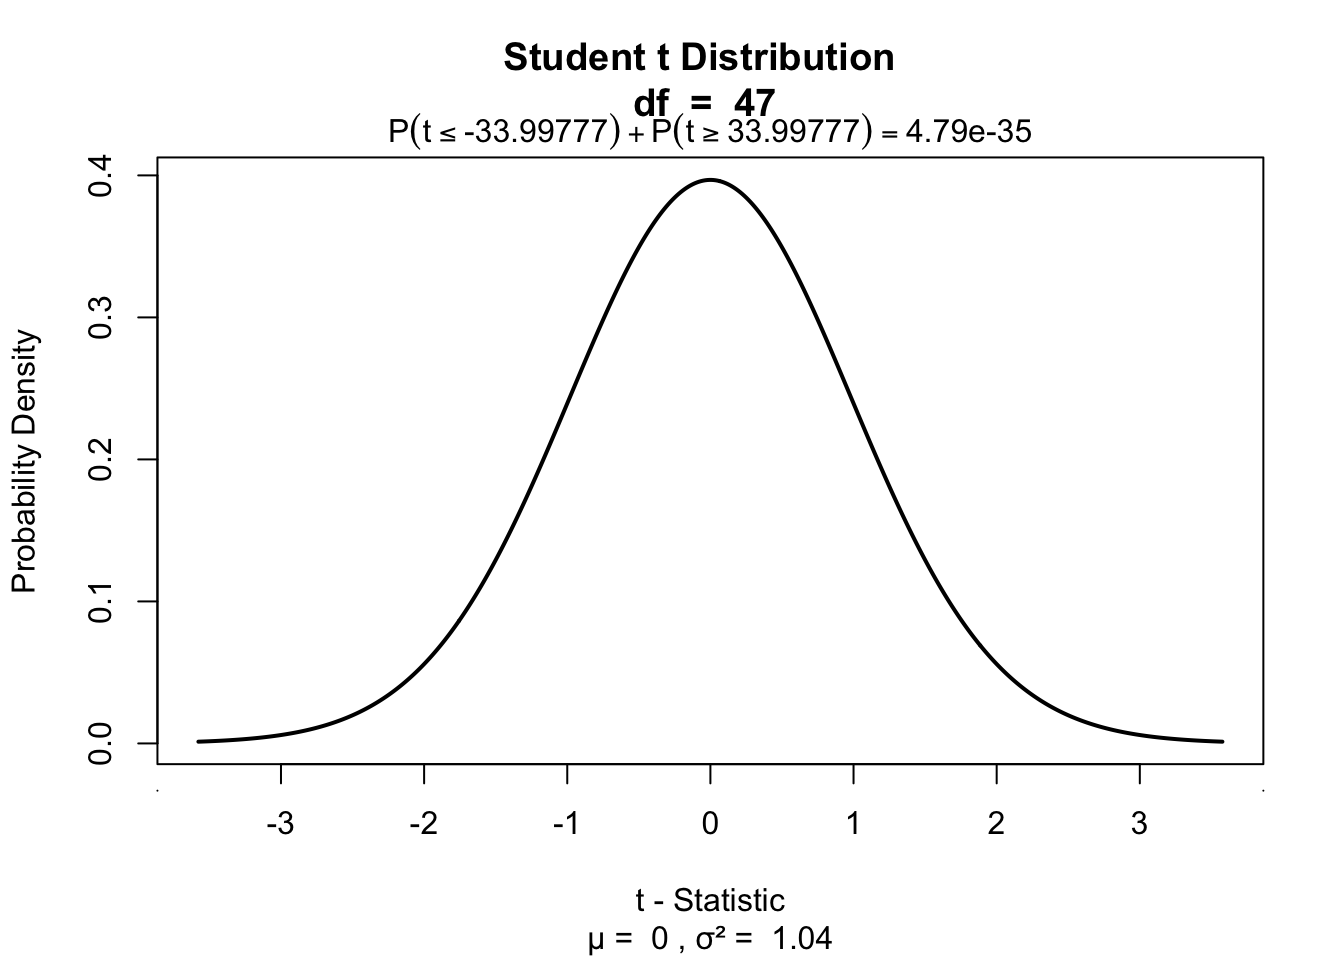 Student t Distribution
df = 47
P(t ≤ -33.99777) + P(t ≥ 33.99777) = 4.79e-35
Probability Density
0.4
0.3
0.2
0.1
0.0
-3 -2 -1 0 1 2 3
t - Statistic
μ = 0 , σ² = 1.04